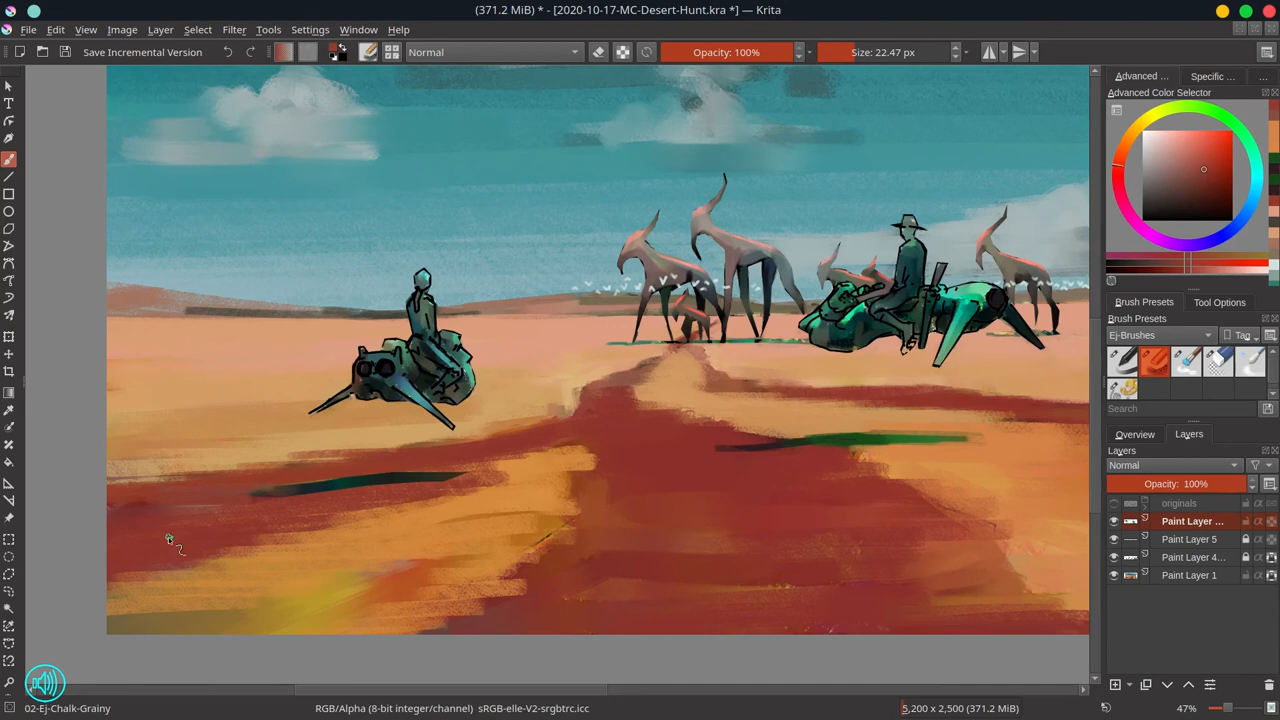 (371.2 MiB) * - [2020-10-17-MC-Desert-Hunt.kra *] — Krita
File Edit View Image Layer Select Filter Tools Settings Window Help
Save Incremental Version Normal Opacity: 100% Size: 22.47 px
Advanced ... Specific ... ...
Advanced Color Selector
Brush Presets Tool Options
Brush Presets
Ej-Brushes Tag
Search
Overview Layers
Layers
Normal
Opacity: 100%
originals
Paint Layer ...
Paint Layer 5
Paint Layer 4...
Paint Layer 1
02-Ej-Chalk-Grainy RGB/Alpha (8-bit integer/channel) sRGB-elle-V2-srgbtrc.icc 5,200 x 2,500 (371.2 MiB) 47%